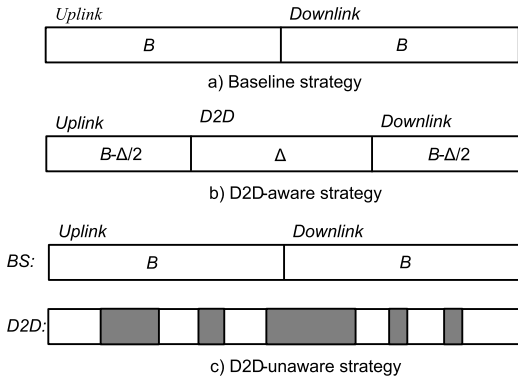 Uplink Downlink
B B
a) Baseline strategy
Uplink D2D Downlink
B-Δ/2 Δ B-Δ/2
b) D2D-aware strategy
Uplink Downlink
BS: B B
D2D:
c) D2D-unaware strategy